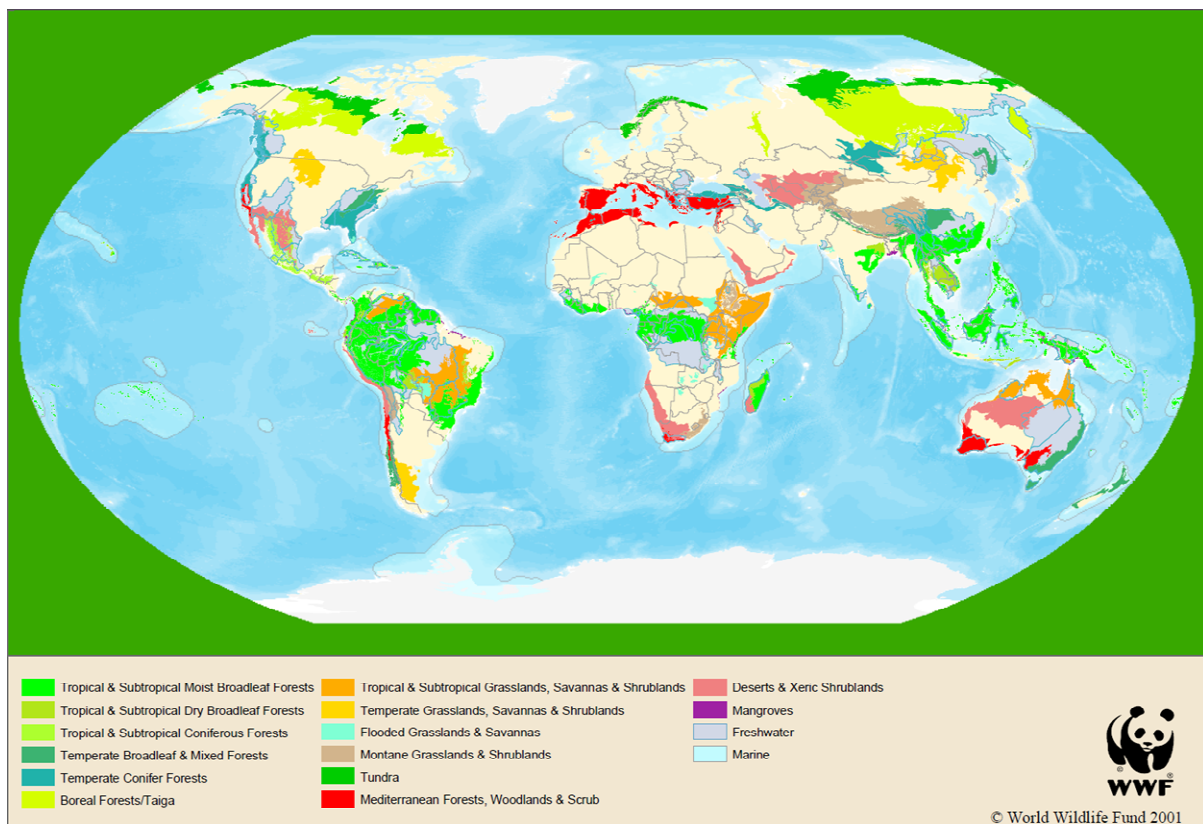 Tropical & Subtropical Moist Broadleaf Forests
Tropical & Subtropical Dry Broadleaf Forests
Tropical & Subtropical Coniferous Forests
Temperate Broadleaf & Mixed Forests
Temperate Conifer Forests
Boreal Forests/Taiga
Tropical & Subtropical Grasslands, Savannas & Shrublands
Temperate Grasslands, Savannas & Shrublands
Flooded Grasslands & Savannas
Montane Grasslands & Shrublands
Tundra
Mediterranean Forests, Woodlands & Scrub
Deserts & Xeric Shrublands
Mangroves
Freshwater
Marine
©
®
WWF
© World Wildlife Fund 2001